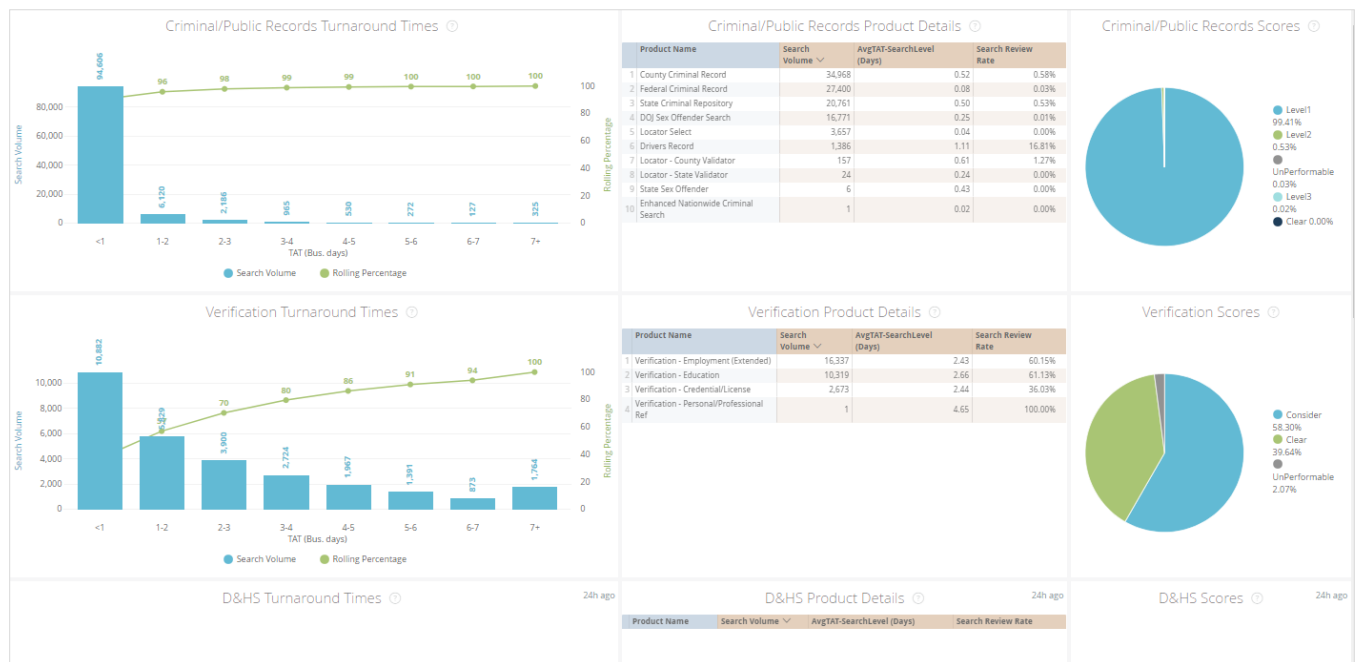 Criminal/Public Records Turnaround Times ?
94,606
96
98
99
99
100
100
100
100
80,000
80
60,000
60
40,000
40
20,000
20
0
0
6,120
2,186
965
530
272
127
325
Search Volume
Rolling Percentage
<1 1-2 2-3 3-4 4-5 5-6 6-7 7+
TAT (Bus. days)
Search Volume Rolling Percentage
Criminal/Public Records Product Details ?
Product Name Search Volume AvgTAT-SearchLevel (Days) Search Review Rate
1 County Criminal Record 34,968 0.52 0.58%
2 Federal Criminal Record 27,400 0.08 0.03%
3 State Criminal Repository 20,761 0.50 0.53%
4 DOJ Sex Offender Search 16,771 0.25 0.01%
5 Locator Select 3,657 0.04 0.00%
6 Drivers Record 1,386 1.11 16.81%
7 Locator - County Validator 157 0.61 1.27%
8 Locator - State Validator 24 0.24 0.00%
9 State Sex Offender 6 0.43 0.00%
10 Enhanced Nationwide Criminal Search 1 0.02 0.00%
Criminal/Public Records Scores ?
Level1
99.41%
Level2
0.53%
UnPerformable
0.03%
Level3
0.02%
Clear 0.00%
Verification Turnaround Times ?
10,882
70
80
86
91
94
100
100
10,000
80
8,000
60
6,000
40
4,000
20
2,000
0
0
3,900
2,724
1,967
1,391
873
1,764
Search Volume
Rolling Percentage
<1 1-2 2-3 3-4 4-5 5-6 6-7 7+
TAT (Bus. days)
Search Volume Rolling Percentage
Verification Product Details ?
Product Name Search Volume AvgTAT-SearchLevel (Days) Search Review Rate
1 Verification - Employment (Extended) 16,337 2.43 60.15%
2 Verification - Education 10,319 2.66 61.13%
3 Verification - Credential/License 2,673 2.44 36.03%
4 Verification - Personal/Professional Ref 1 4.65 100.00%
Verification Scores ?
Consider
58.30%
Clear
39.64%
UnPerformable
2.07%
D&HS Turnaround Times ?
24h ago
D&HS Product Details ?
24h ago
Product Name Search Volume AvgTAT-SearchLevel (Days) Search Review Rate
D&HS Scores ?
24h ago